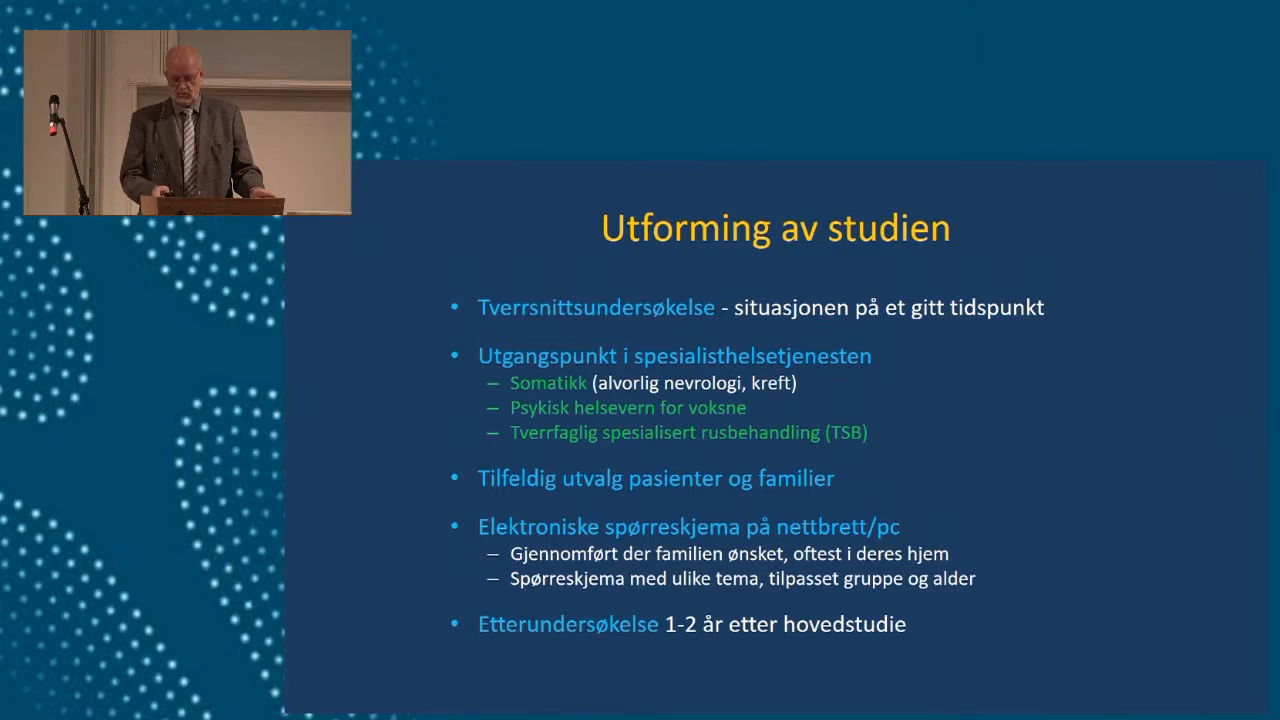 Utforming av studien
• Tverrsnittsundersøkelse - situasjonen på et gitt tidspunkt
• Utgangspunkt i spesialisthelsetjenesten
– Somatikk (alvorlig nevrologi, kreft)
– Psykisk helsevern for voksne
– Tverrfaglig spesialisert rusbehandling (TSB)
• Tilfeldig utvalg pasienter og familier
• Elektroniske spørreskjema på nettbrett/pc
– Gjennomført der familien ønsket, oftest i deres hjem
– Spørreskjema med ulike tema, tilpasset gruppe og alder
• Etterundersøkelse 1-2 år etter hovedstudie